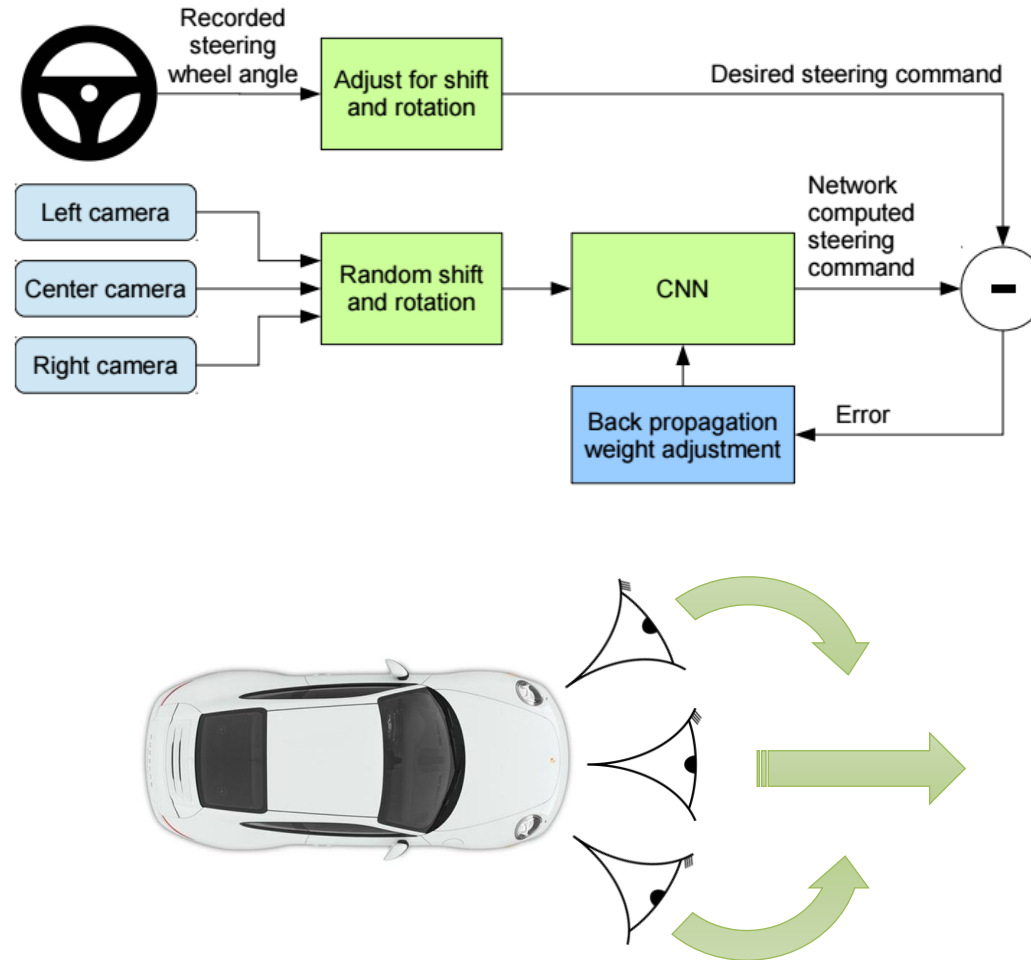 Recorded
steering
wheel angle
Adjust for shift
and rotation
Desired steering command
Left camera
Center camera
Right camera
Random shift
and rotation
CNN
Network
computed
steering
command
-
Back propagation
weight adjustment
Error